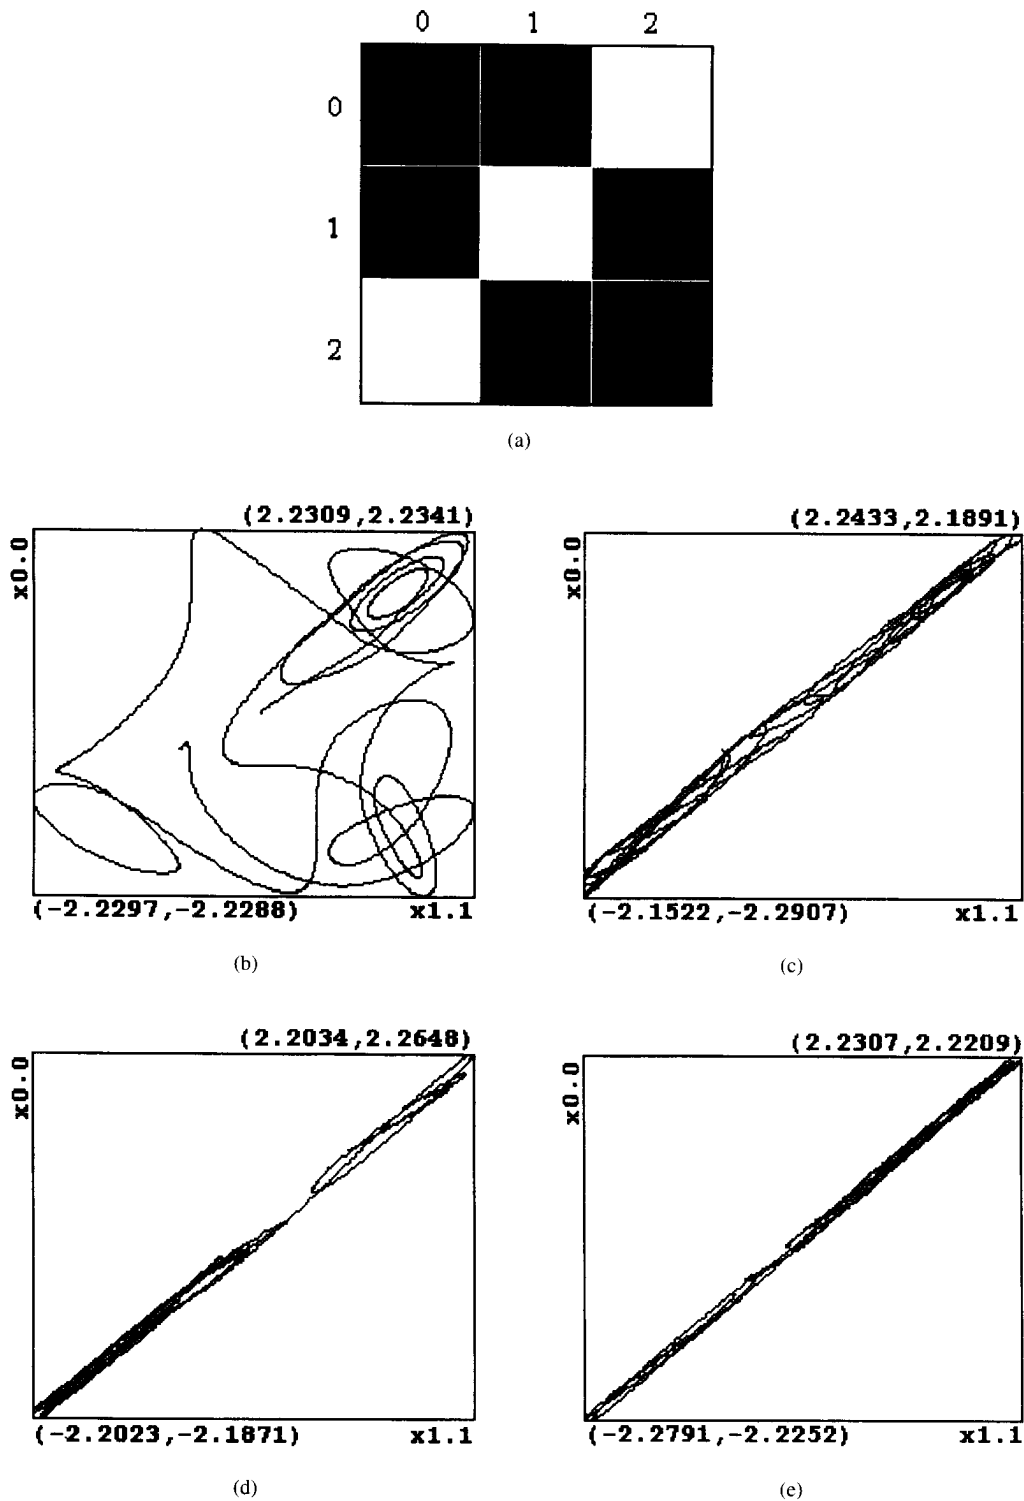 0 1 2
0
1
2
(a)
(2.2309,2.2341)
x0.0
(-2.2297,-2.2288) x1.1
(b)
(2.2433,2.1891)
x0.0
(-2.1522,-2.2907) x1.1
(c)
(2.2034,2.2648)
x0.0
(-2.2023,-2.1871) x1.1
(d)
(2.2307,2.2209)
x0.0
(-2.2791,-2.2252) x1.1
(e)